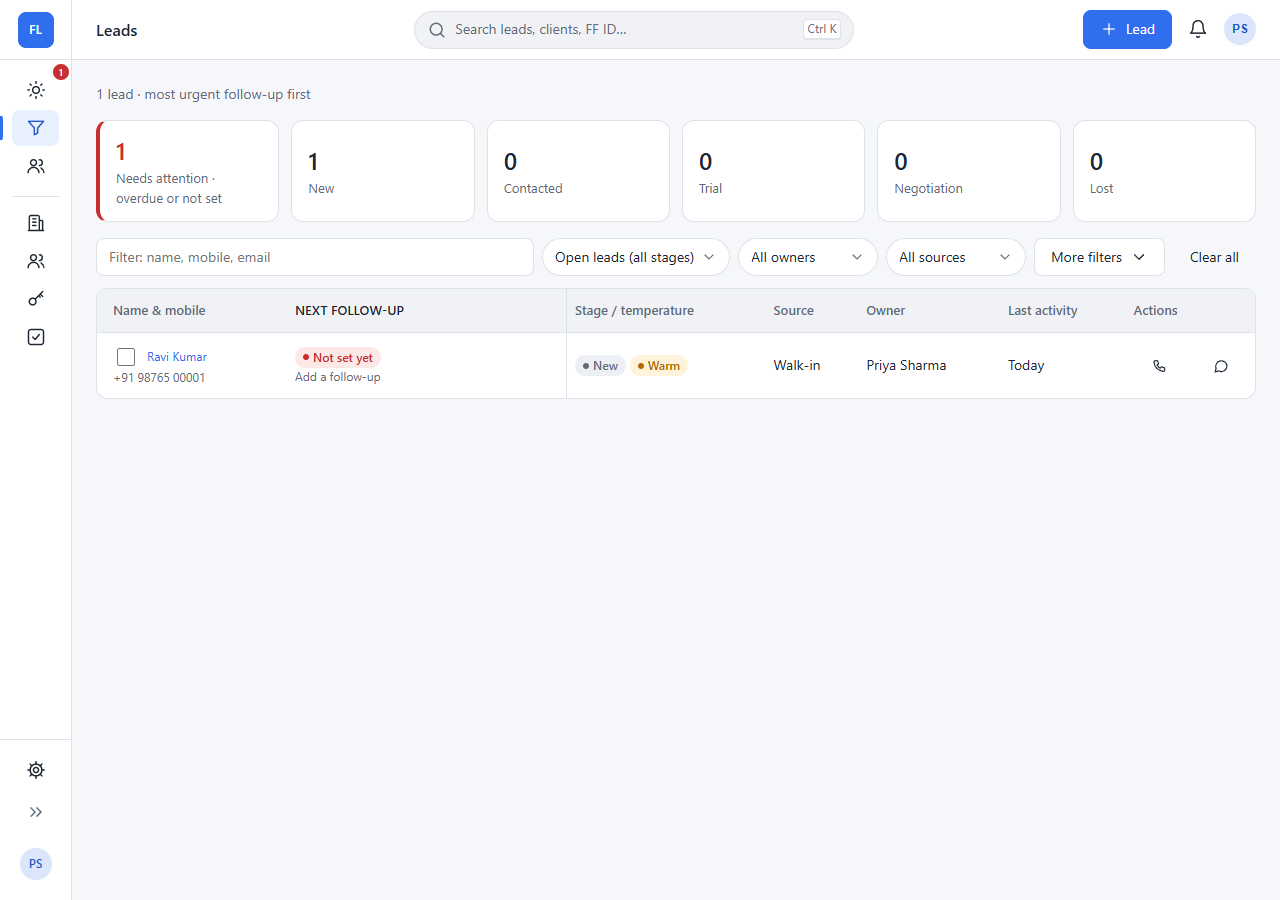 FL
Leads
Search leads, clients, FF ID...
Ctrl K
Lead
PS
1
1 lead · most urgent follow-up first
1
Needs attention ·
overdue or not set
1
New
0
Contacted
0
Trial
0
Negotiation
0
Lost
Filter: name, mobile, email
Open leads (all stages)
All owners
All sources
More filters
Clear all
Name & mobile
NEXT FOLLOW-UP
Stage / temperature
Source
Owner
Last activity
Actions
Ravi Kumar
+91 98765 00001
Not set yet
Add a follow-up
New
Warm
Walk-in
Priya Sharma
Today
PS